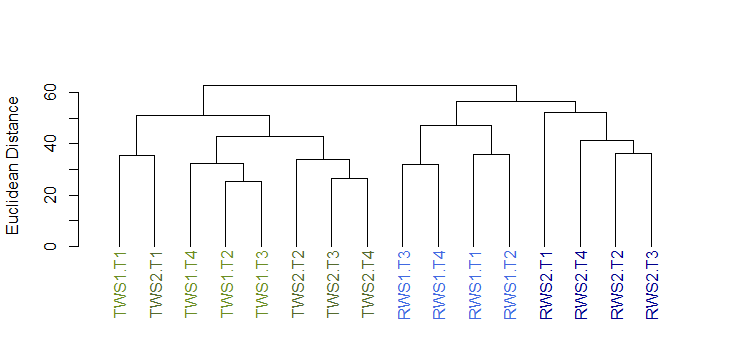 Euclidean Distance
60
40
20
0
TWS1.T1
TWS2.T1
TWS1.T4
TWS1.T2
TWS1.T3
TWS2.T2
TWS2.T3
TWS2.T4
RWS1.T3
RWS1.T4
RWS1.T1
RWS1.T2
RWS2.T1
RWS2.T4
RWS2.T2
RWS2.T3